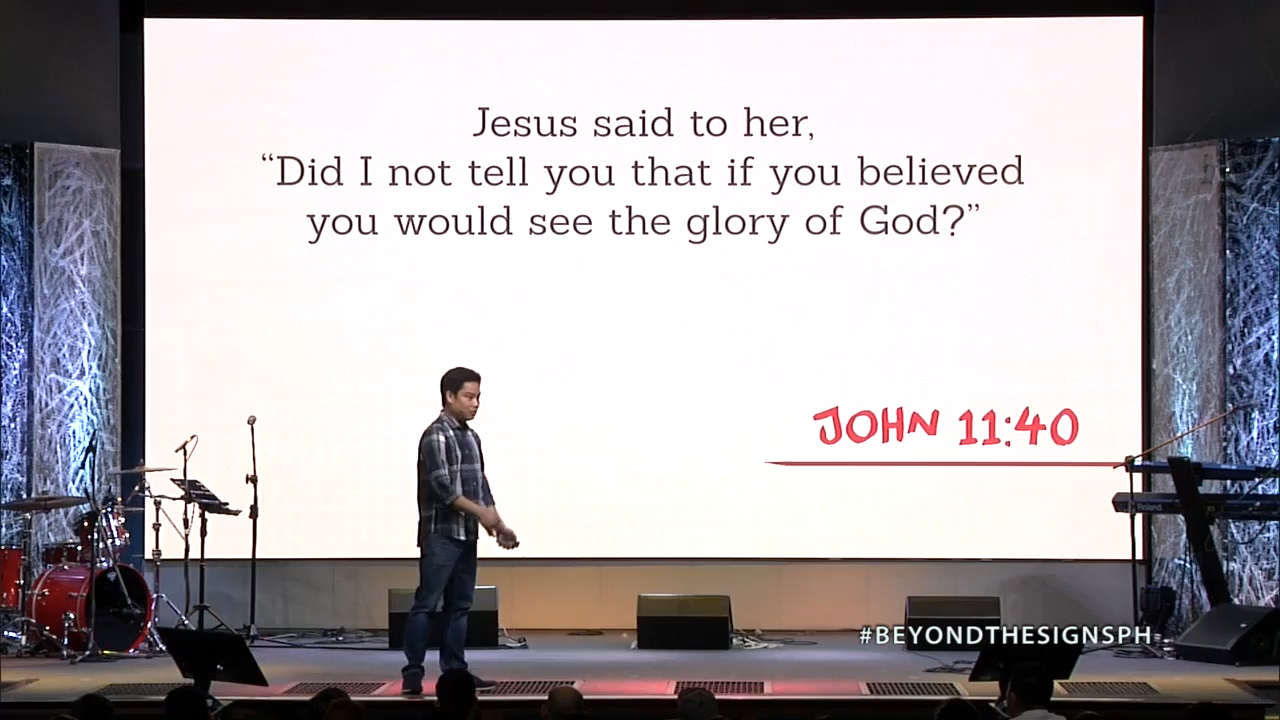 Jesus said to her,
“Did I not tell you that if you believed
you would see the glory of God?”
JOHN 11:40
Roland
#BEYONDTHESIGNSPH